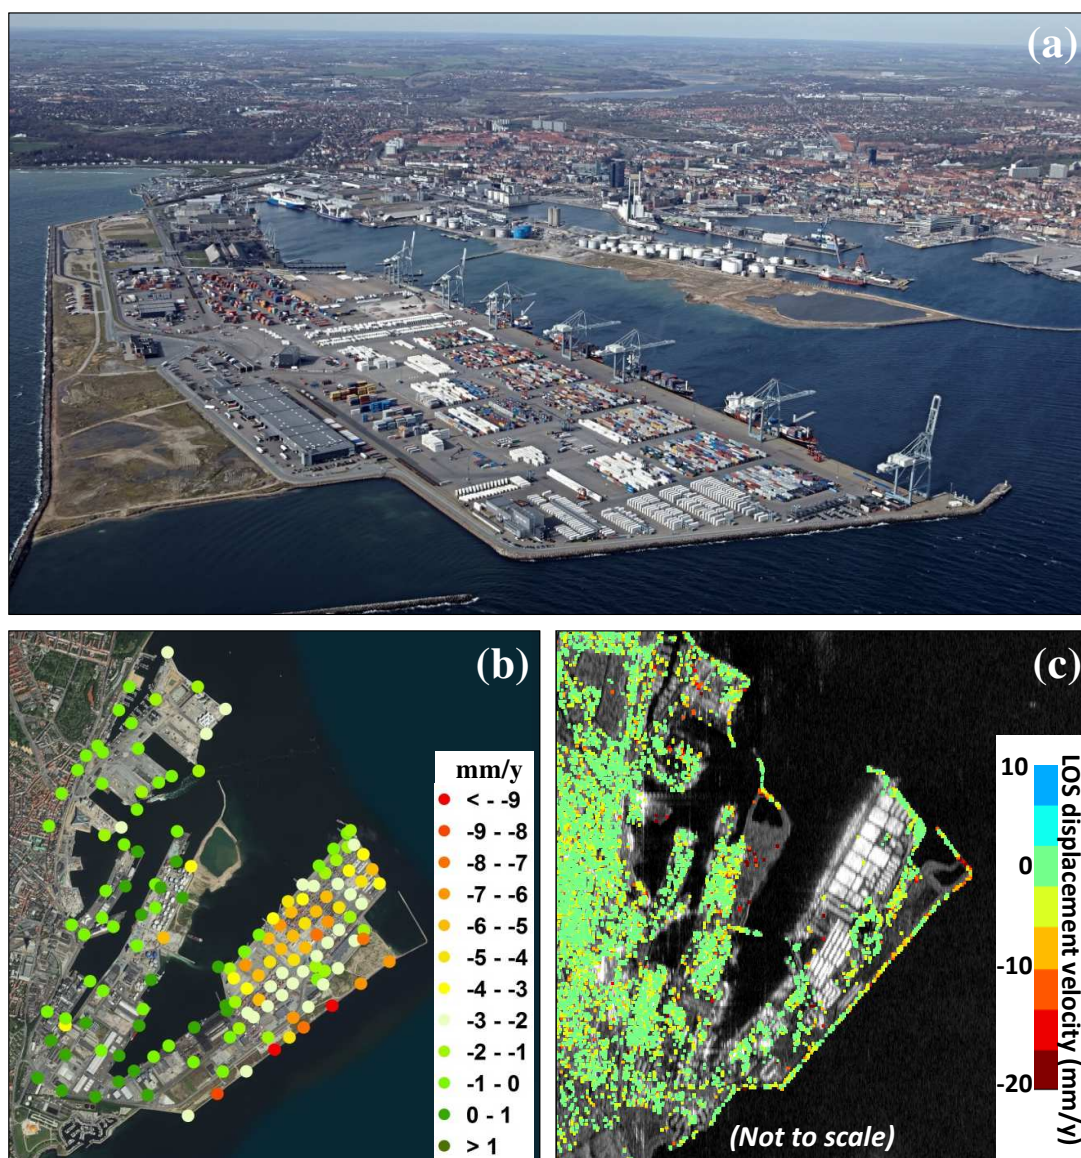 (a)
(b)
mm/y
< - -9
-9 - -8
-8 - -7
-7 - -6
-6 - -5
-5 - -4
-4 - -3
-3 - -2
-2 - -1
-1 - 0
0 - 1
> 1
(c)
10
0
-10
-20
LOS displacement velocity (mm/y)
(Not to scale)